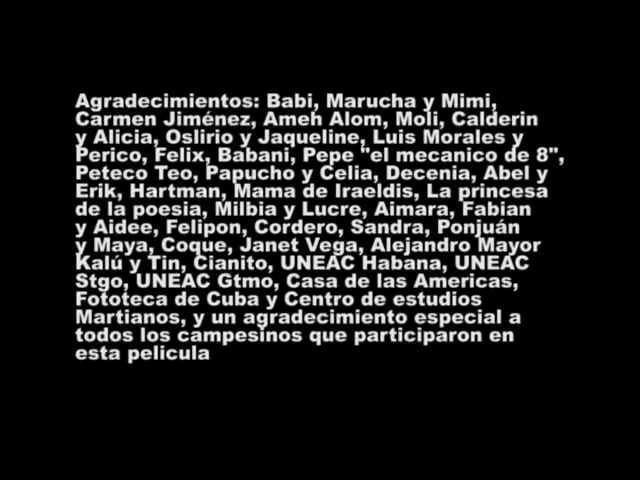 Agradecimientos: Babi, Marucha y Mimi,
Carmen Jiménez, Ameh Alom, Moli, Calderin
y Alicia, Oslirio y Jaqueline, Luis Morales y
Perico, Felix, Babani, Pepe "el mecanico de 8",
Peteco Teo, Papucho y Celia, Decenia, Abel y
Erik, Hartman, Mama de Iraeldis, La princesa
de la poesia, Milbia y Lucre, Aimara, Fabian
y Aidee, Felipon, Cordero, Sandra, Ponjuán
y Maya, Coque, Janet Vega, Alejandro Mayor
Kalú y Tin, Cianito, UNEAC Habana, UNEAC
Stgo, UNEAC Gtmo, Casa de las Americas,
Fototeca de Cuba y Centro de estudios
Martianos, y un agradecimiento especial a
todos los campesinos que participaron en
esta pelicula